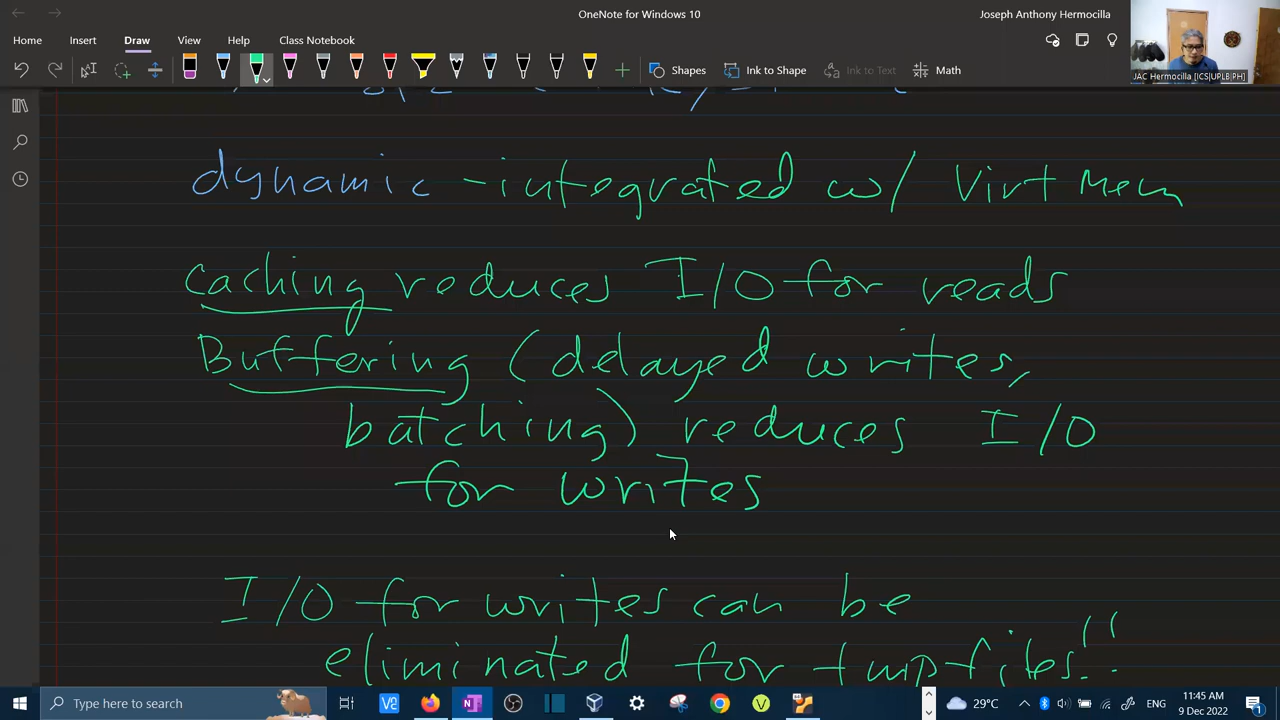 OneNote for Windows 10
Joseph Anthony Hermocilla
Home Insert Draw View Help Class Notebook
Shapes Ink to Shape Ink to Text Math
JAC Hermocilla [ICS|UPLB|PH]
dynamic - integrated w/ Virt Mem
Caching reduces I/O for reads
Buffering (delayed writes,
batching) reduces I/O
for writes
I/O for writes can be
eliminated for tmp files!!
Type here to search
29°C
ENG
11:45 AM
9 Dec 2022